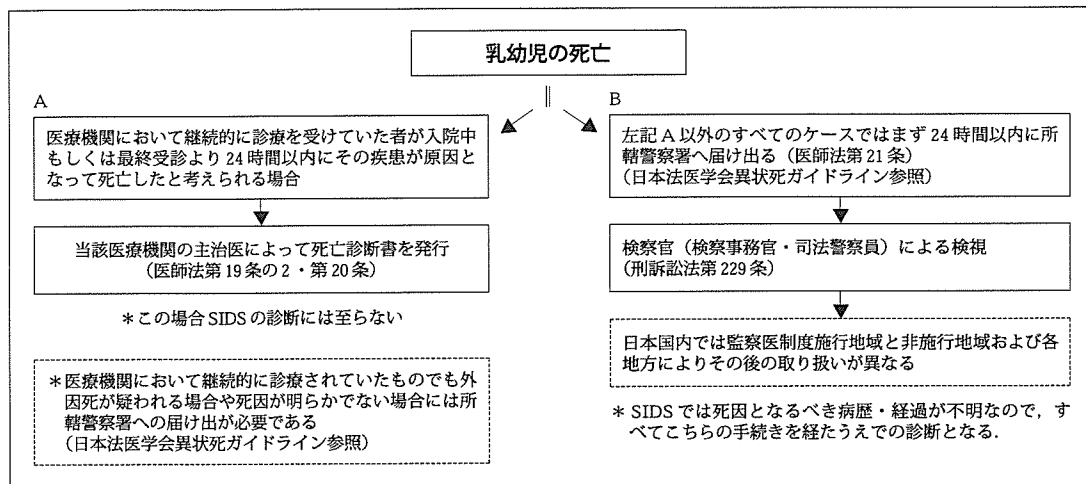 乳幼児の死亡
A
医療機関において継続的に診療を受けていた者が入院中
もしくは最終受診より 24 時間以内にその疾患が原因と
なって死亡したと考えられる場合
当該医療機関の主治医によって死亡診断書を発行
(医師法第 19 条の 2・第 20 条)
＊この場合 SIDS の診断には至らない
＊医療機関において継続的に診療されていたものでも外
因死が疑われる場合や死因が明らかでない場合には所
轄警察署への届け出が必要である
(日本法医学会異状死ガイドライン参照)
B
左記 A 以外のすべてのケースではまず 24 時間以内に所
轄警察署へ届け出る (医師法第 21 条)
(日本法医学会異状死ガイドライン参照)
検察官 (検察事務官・司法警察員) による検視
(刑訴訟法第 229 条)
日本国内では監察医制度施行地域と非施行地域および各
地方によりその後の取り扱いが異なる
＊ SIDS では死因となるべき病歴・経過が不明なので，す
べてこちらの手続きを経たうえでの診断となる．